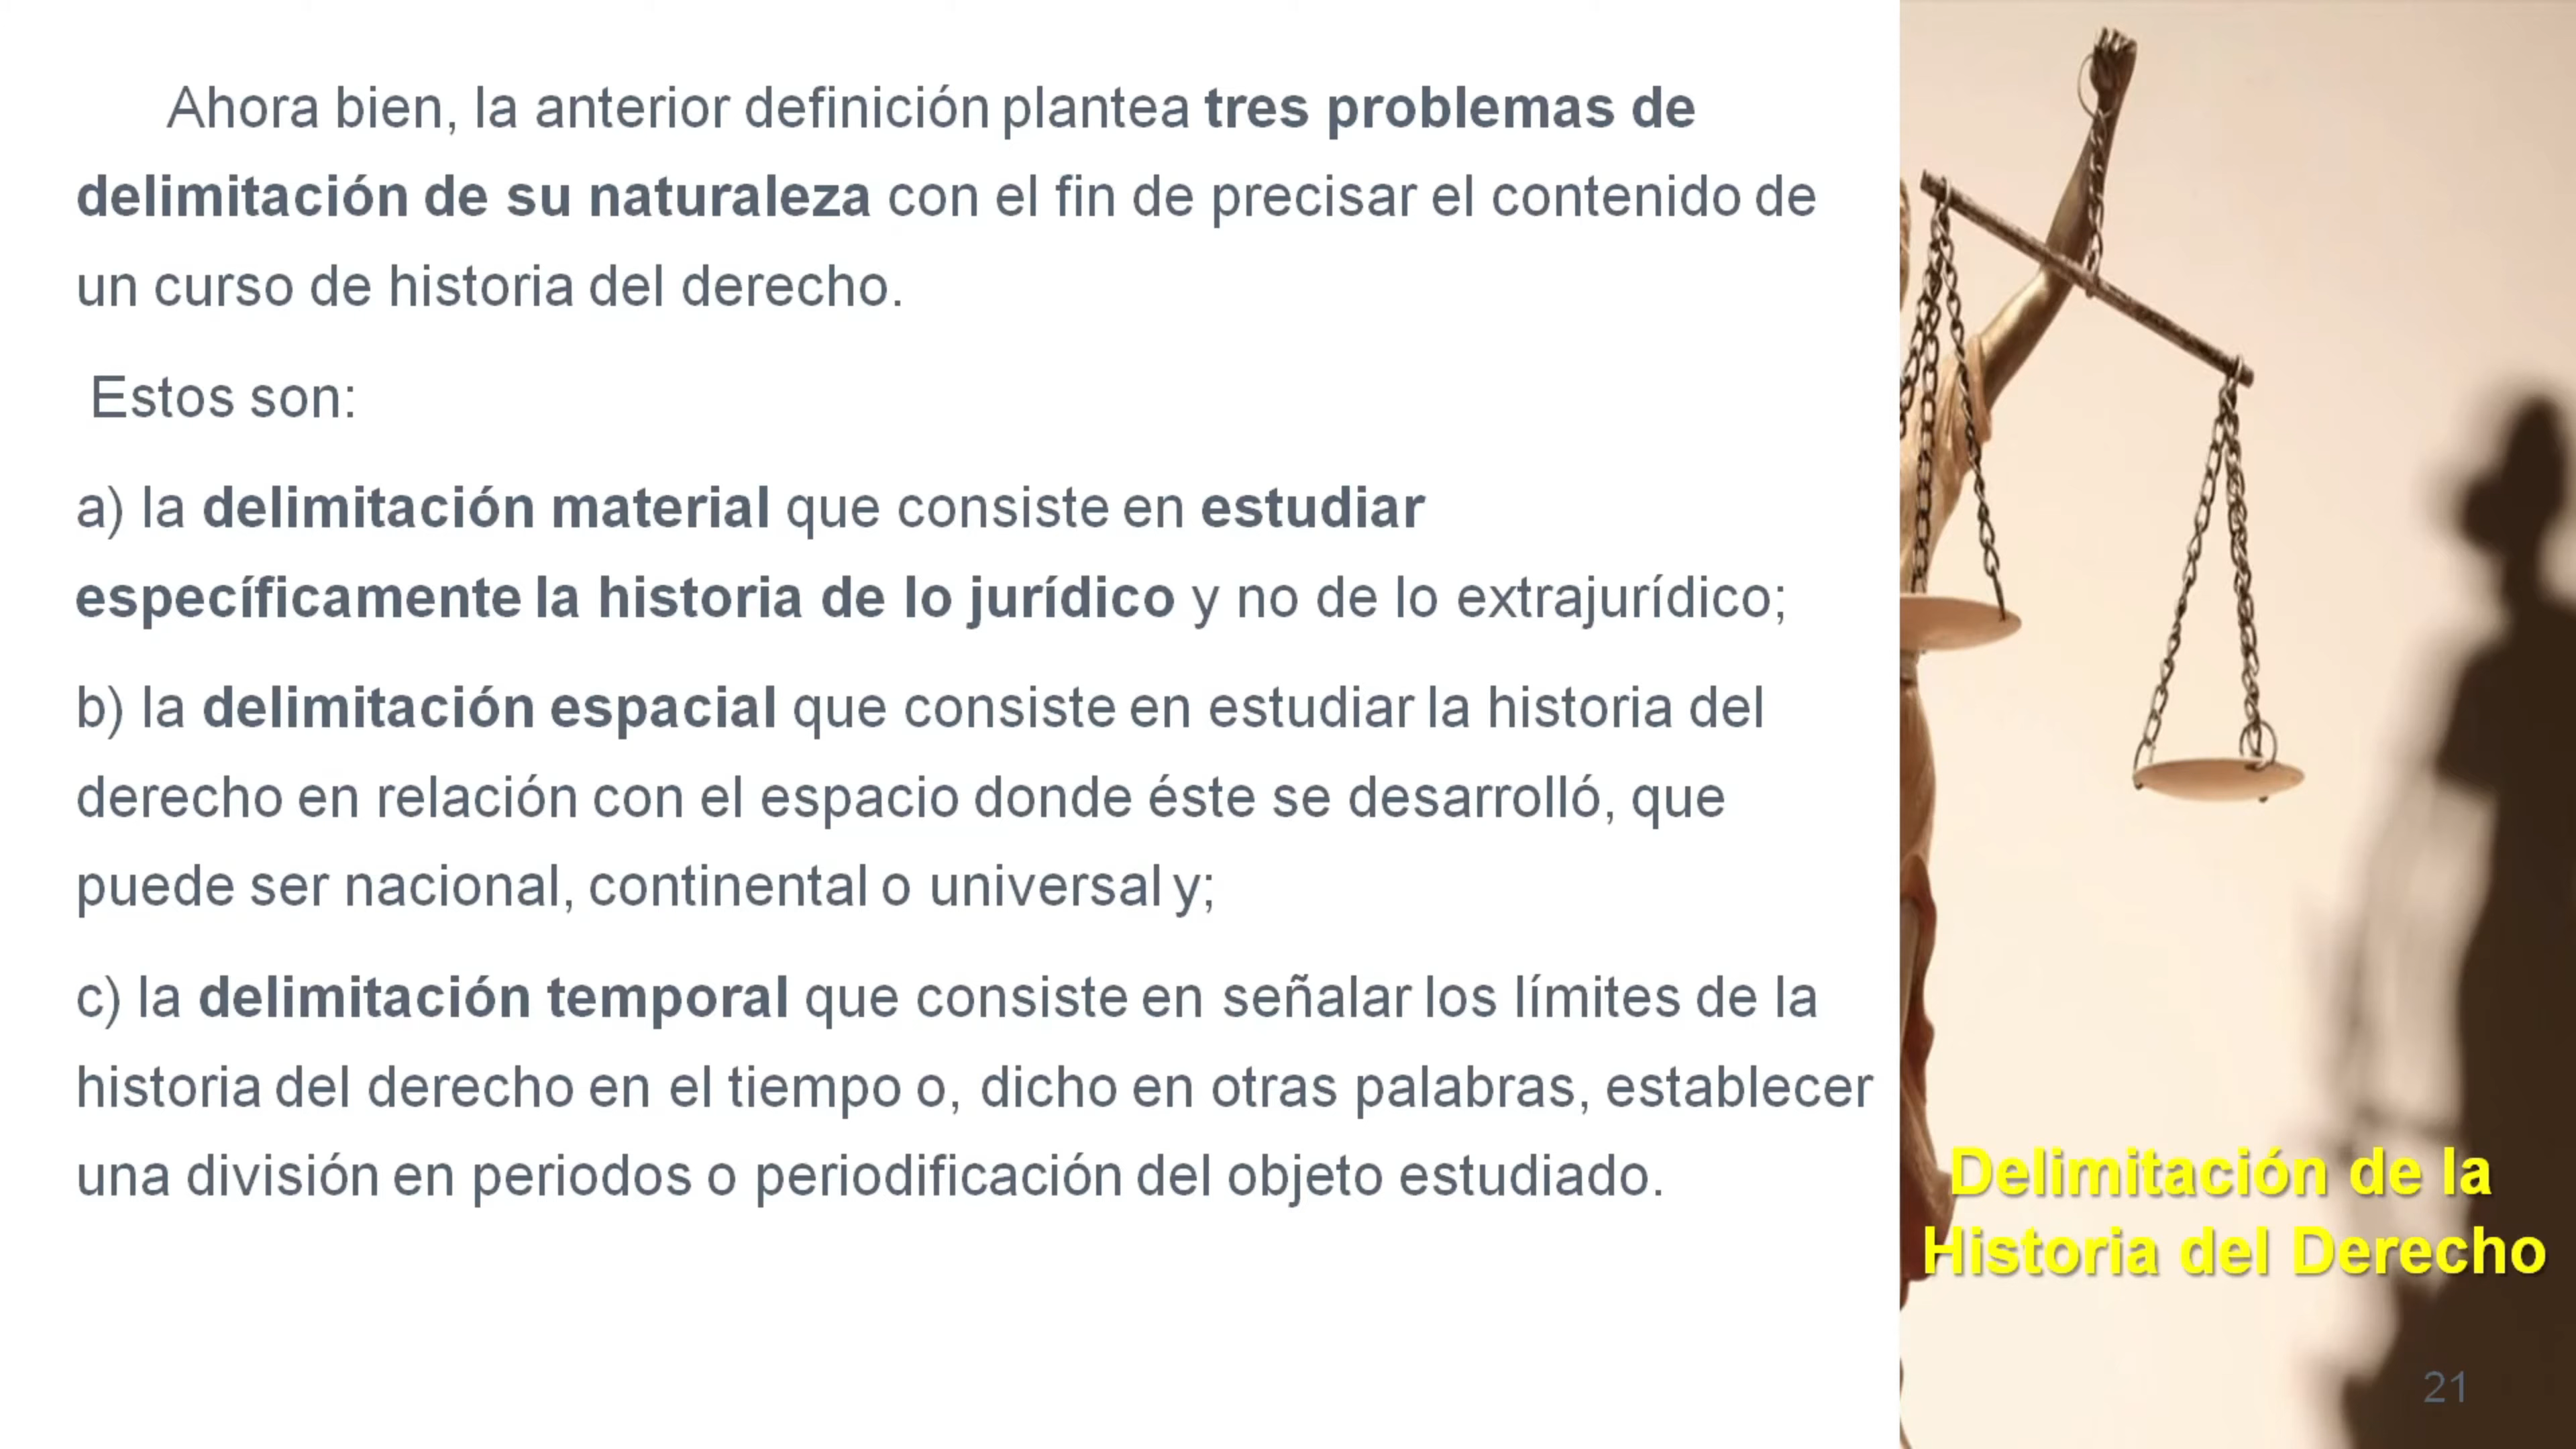 Ahora bien, la anterior definición plantea tres problemas de
delimitación de su naturaleza con el fin de precisar el contenido de
un curso de historia del derecho.
Estos son:
a) la delimitación material que consiste en estudiar
específicamente la historia de lo jurídico y no de lo extrajurídico;
b) la delimitación espacial que consiste en estudiar la historia del
derecho en relación con el espacio donde éste se desarrolló, que
puede ser nacional, continental o universal y;
c) la delimitación temporal que consiste en señalar los límites de la
historia del derecho en el tiempo o, dicho en otras palabras, establecer
una división en periodos o periodificación del objeto estudiado.
Delimitación de la
Historia del Derecho
21